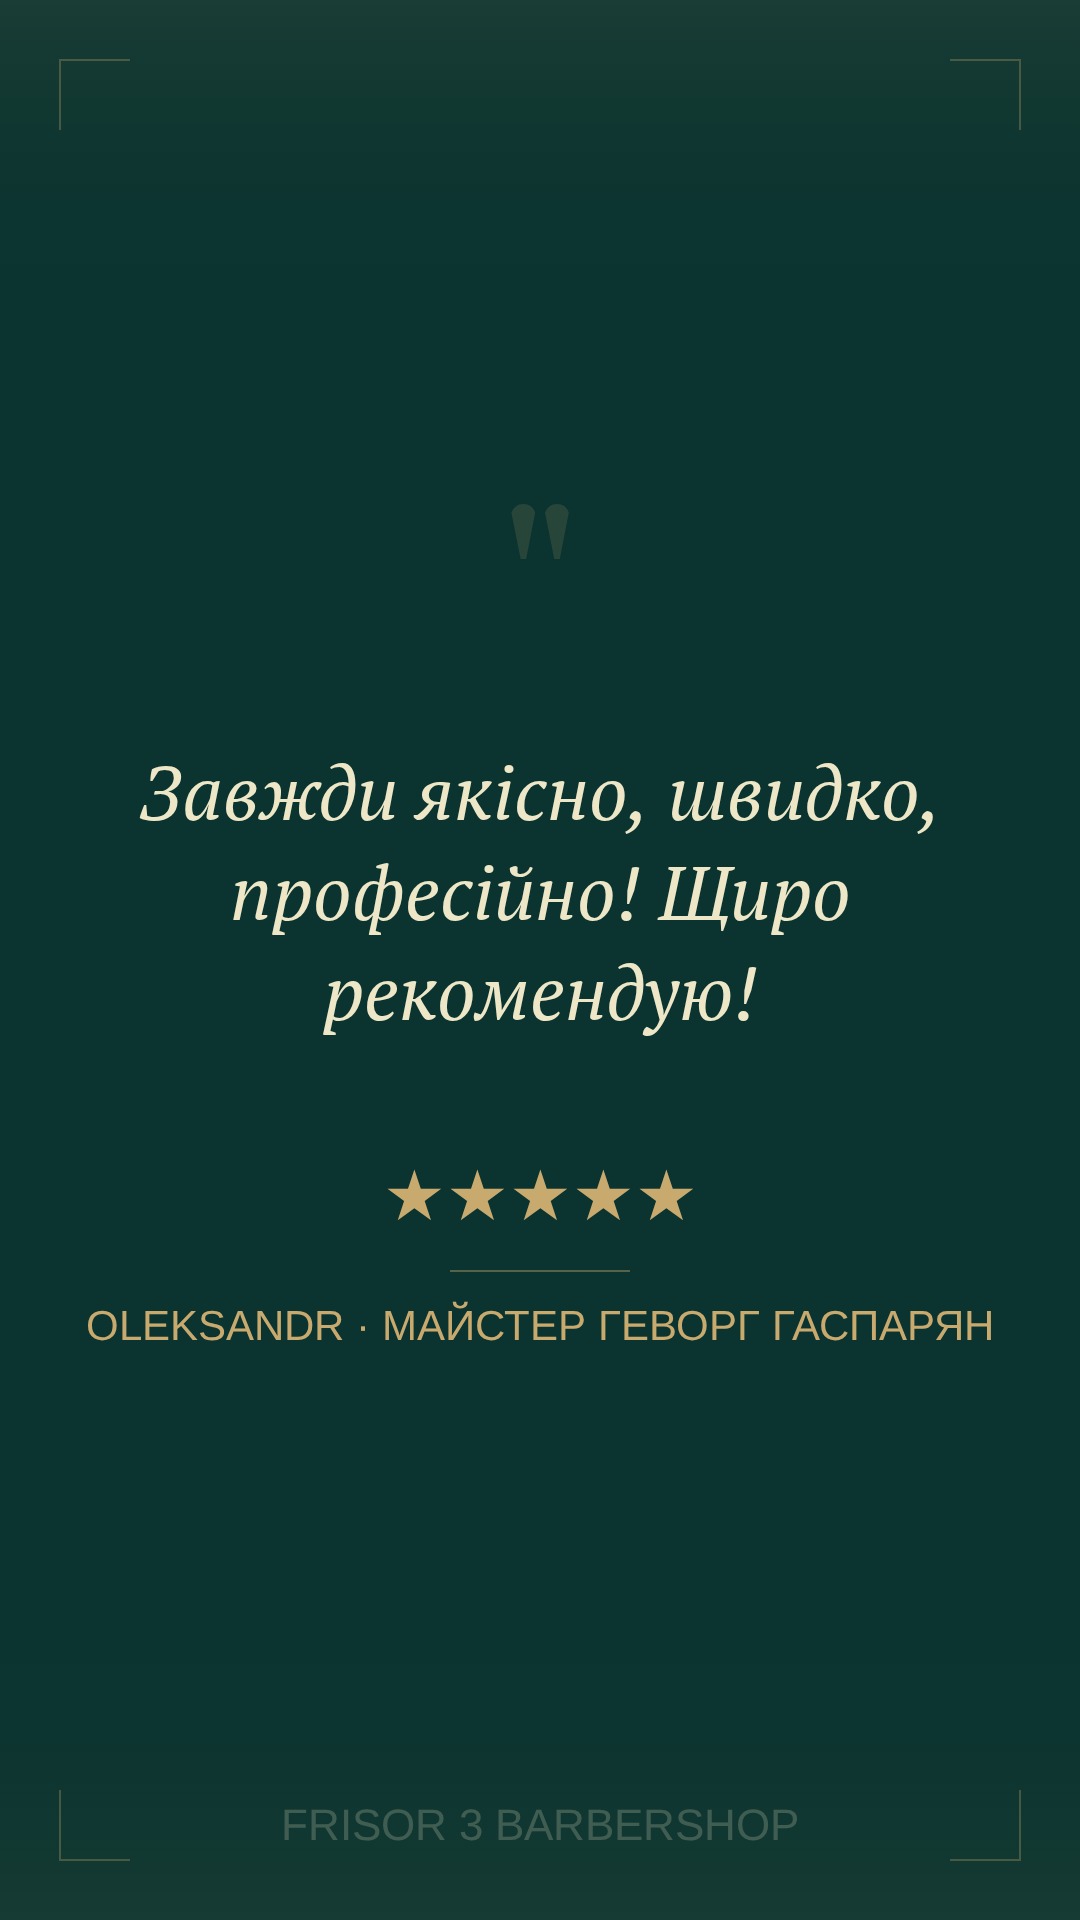 "
Завжди якісно, швидко,
професійно! Щиро
рекомендую!
★★★★★
OLEKSANDR · МАЙСТЕР ГЕВОРГ ГАСПАРЯН
FRISOR 3 BARBERSHOP